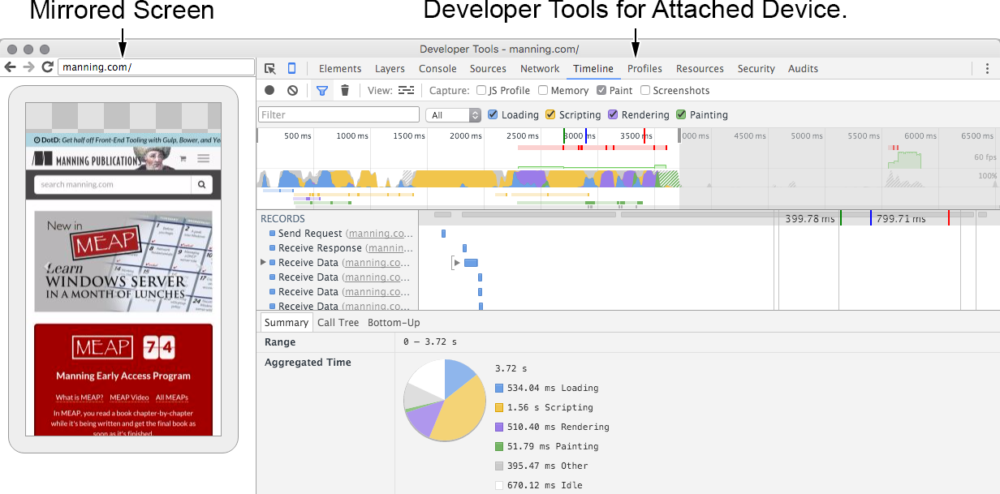 Mirrored Screen
Developer Tools for Attached Device.
Developer Tools - manning.com/
manning.com/
Elements Layers Console Sources Network Timeline Profiles Resources Security Audits
View: Capture: JS Profile Memory Paint Screenshots
Filter All Loading Scripting Rendering Painting
500 ms 1000 ms 1500 ms 2000 ms 2500 ms 3000 ms 3500 ms 000 ms 4500 ms 5000 ms 5500 ms 6000 ms 6500 ms
60 fps
100%
DotD: Get half off Front-End Tooling with Gulp, Bower, and Ye
MANNING PUBLICATIONS
search manning.com
New in
MEAP
Learn
WINDOWS SERVER
IN A MONTH OF LUNCHES
MEAP 74
Manning Early Access Program
What is MEAP? MEAP Video All MEAPs
In MEAP, you read a book chapter-by-chapter
while it's being written and get the final book as
soon as it's finished.
RECORDS 399.78 ms 799.71 ms
Send Request (manning.co...
Receive Response (mannin...
Receive Data (manning.co...
Receive Data (manning.co...
Receive Data (manning.co...
Receive Data (manning.co...
Summary Call Tree Bottom-Up
Range 0 – 3.72 s
Aggregated Time
3.72 s
534.04 ms Loading
1.56 s Scripting
510.40 ms Rendering
51.79 ms Painting
395.47 ms Other
670.12 ms Idle